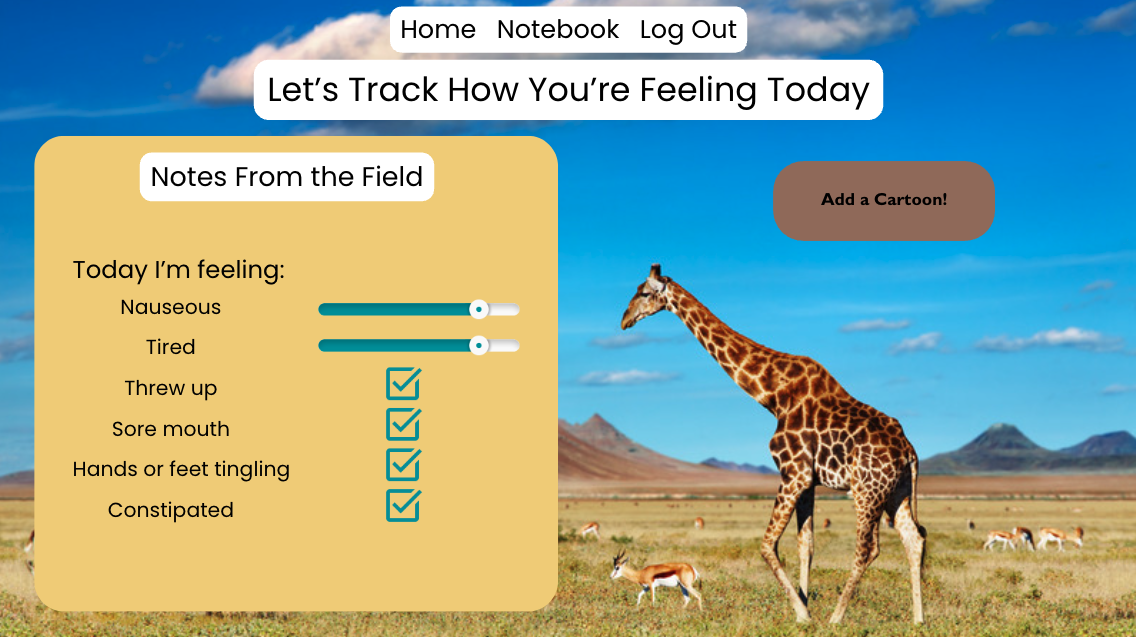 Home Notebook Log Out
Let’s Track How You’re Feeling Today
Notes From the Field
Add a Cartoon!
Today I’m feeling:
Nauseous
Tired
Threw up
Sore mouth
Hands or feet tingling
Constipated